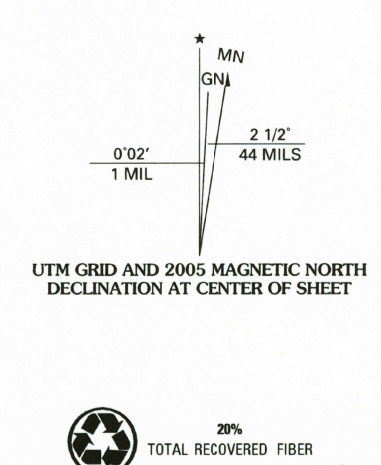 ★
MN
GN
0°02′
1 MIL
2 1/2°
44 MILS
UTM GRID AND 2005 MAGNETIC NORTH
DECLINATION AT CENTER OF SHEET
20%
TOTAL RECOVERED FIBER